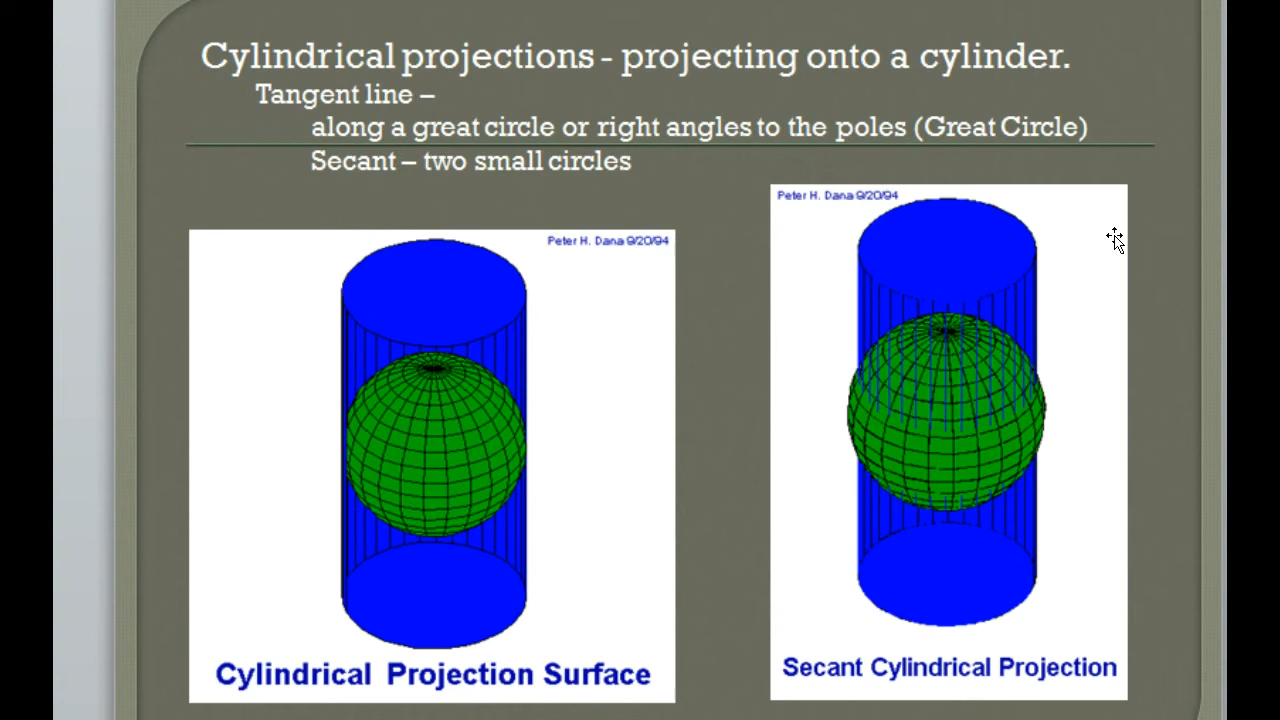 Cylindrical projections - projecting onto a cylinder.
Tangent line –
along a great circle or right angles to the poles (Great Circle)
Secant – two small circles
Peter H. Dana 9/20/94
Cylindrical Projection Surface
Peter H. Dana 9/20/94
Secant Cylindrical Projection